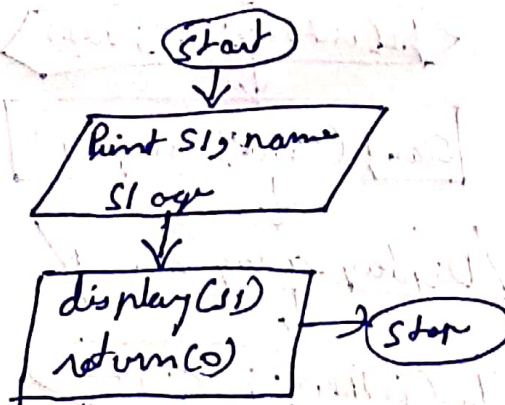 Start
Print S1, name
S1 age
display(S1)
return(0)
Stop